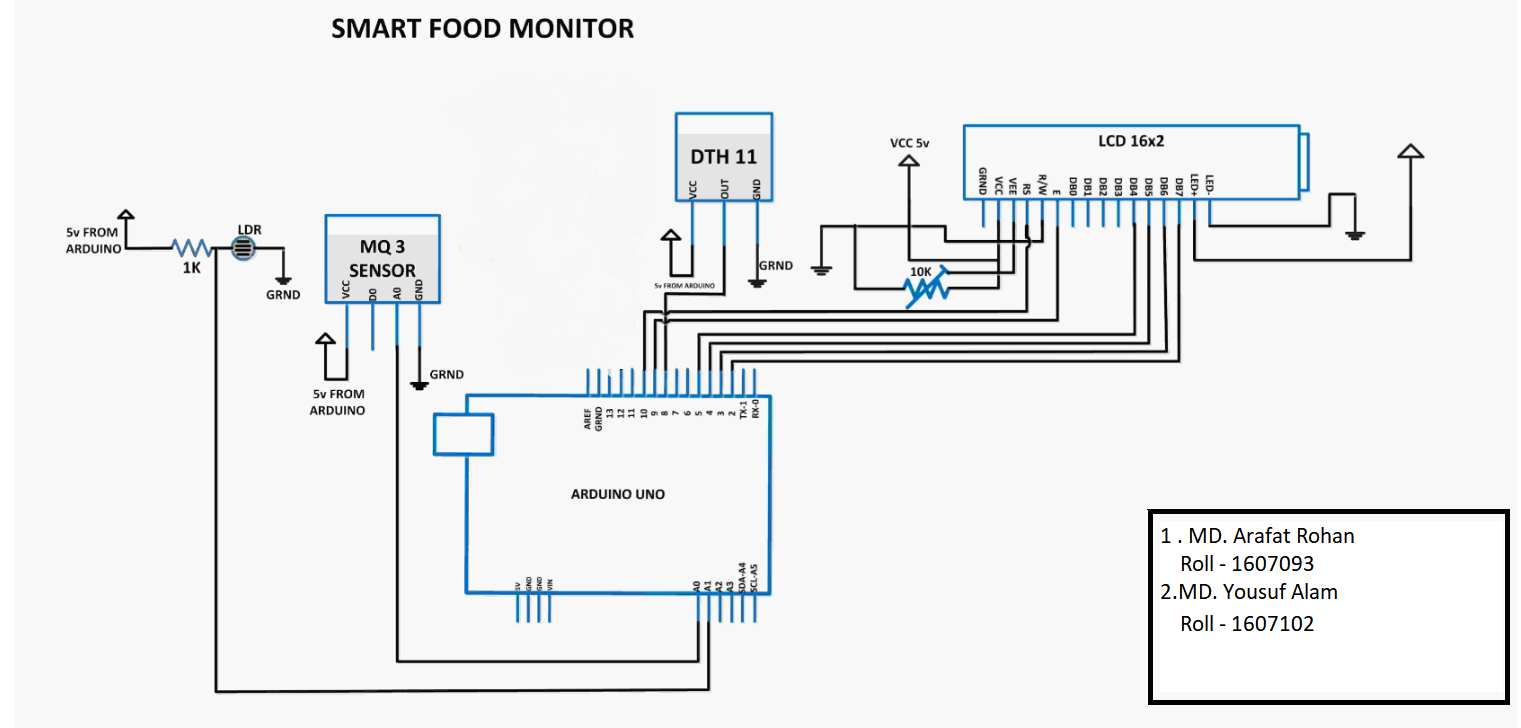 SMART FOOD MONITOR
5v FROM
ARDUINO
1K
LDR
GRND
MQ 3
SENSOR
VCC
D0
A0
GND
5v FROM
ARDUINO
GRND
DTH 11
VCC
OUT
GND
5v FROM ARDUINO
GRND
VCC 5v
10K
LCD 16x2
GRND
VCC
VEE
RS
R/W
E
DB0
DB1
DB2
DB3
DB4
DB5
DB6
DB7
LED+
LED-
AREF
GRND
13
12
11
10
9
8
7
6
5
4
3
2
TX-1
RX-0
ARDUINO UNO
5V
GND
GND
VIN
A0
A1
A2
A3
SDA-A4
SCL-A5
1 . MD. Arafat Rohan
Roll - 1607093
2.MD. Yousuf Alam
Roll - 1607102